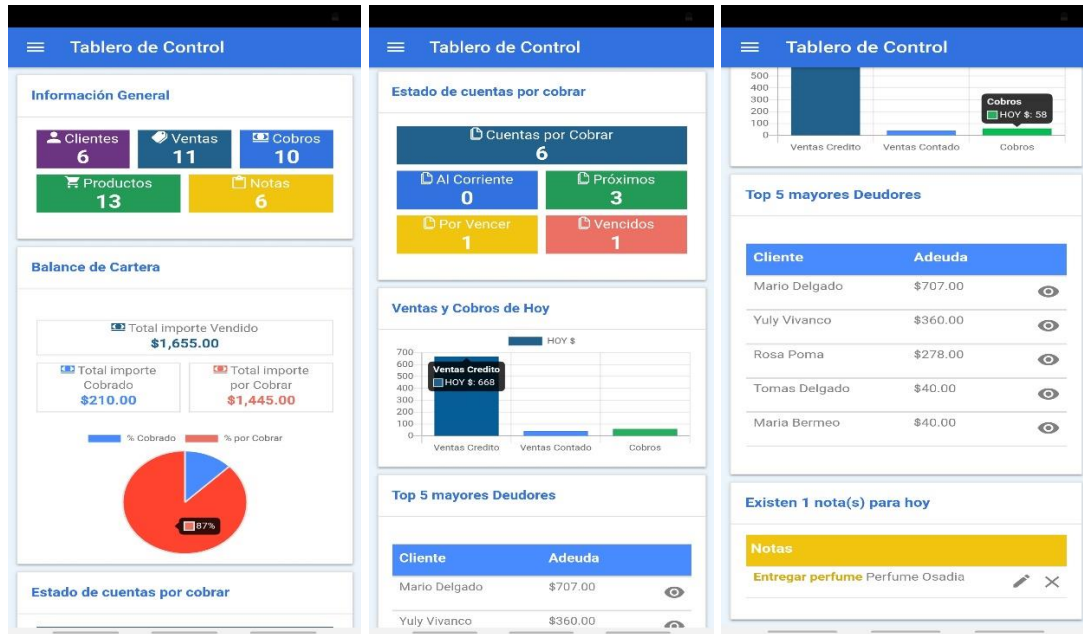 Tablero de Control
Información General
Clientes
6
Ventas
11
Cobros
10
Productos
13
Notas
6
Balance de Cartera
Total importe Vendido
$1,655.00
Total importe
Cobrado
$210.00
Total importe
por Cobrar
$1,445.00
% Cobrado
% por Cobrar
87%
Estado de cuentas por cobrar
Tablero de Control
Estado de cuentas por cobrar
Cuentas por Cobrar
6
Al Corriente
0
Próximos
3
Por Vencer
1
Vencidos
1
Ventas y Cobros de Hoy
HOY $
700
600
500
400
300
200
100
0
Ventas Credito
HOY $: 668
Ventas Credito
Ventas Contado
Cobros
Top 5 mayores Deudores
Cliente Adeuda
Mario Delgado $707.00
Yuly Vivanco $360.00
Tablero de Control
500
400
300
200
100
0
Cobros
HOY $: 58
Ventas Credito
Ventas Contado
Cobros
Top 5 mayores Deudores
Cliente Adeuda
Mario Delgado $707.00
Yuly Vivanco $360.00
Rosa Poma $278.00
Tomas Delgado $40.00
Maria Bermeo $40.00
Existen 1 nota(s) para hoy
Notas
Entregar perfume Perfume Osadia